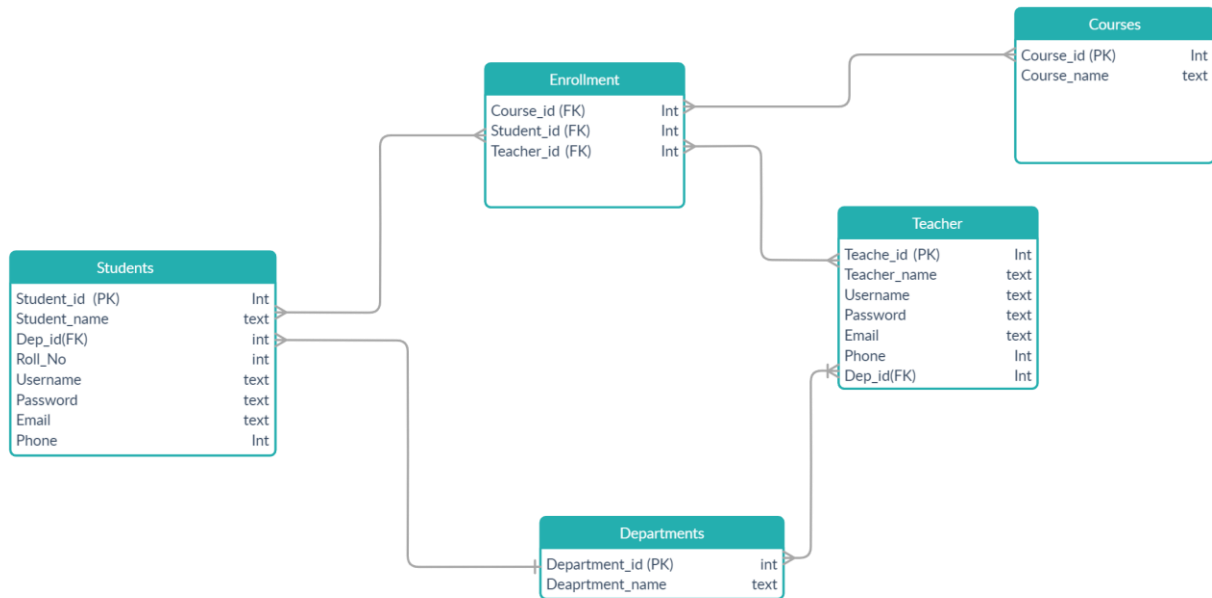 Courses
Course_id (PK) Int
Course_name text
Enrollment
Course_id (FK) Int
Student_id (FK) Int
Teacher_id (FK) Int
Teacher
Teache_id (PK) Int
Teacher_name text
Username text
Password text
Email text
Phone Int
Dep_id(FK) Int
Students
Student_id (PK) Int
Student_name text
Dep_id(FK) int
Roll_No int
Username text
Password text
Email text
Phone Int
Departments
Department_id (PK) int
Deaprtment_name text